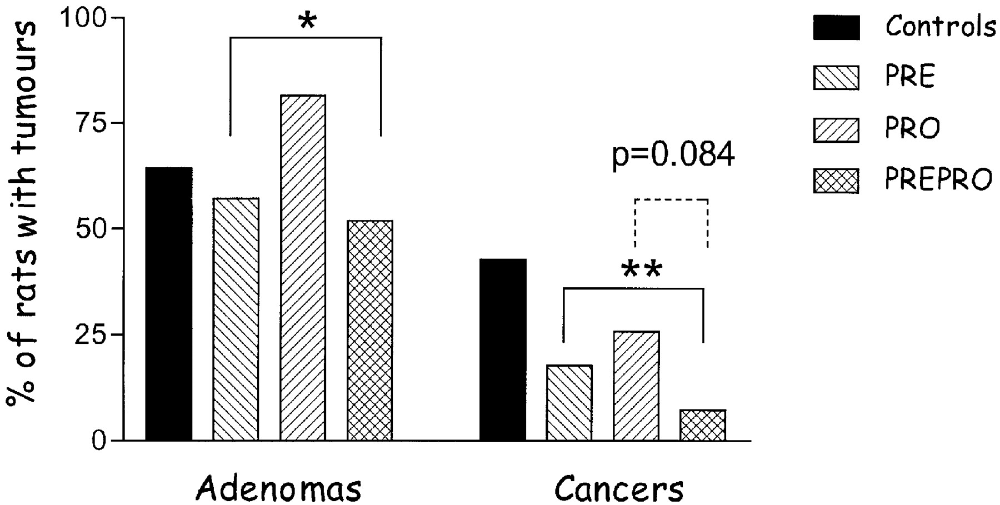 % of rats with tumours
100
75
50
25
0
*
p=0.084
**
Adenomas
Cancers
Controls
PRE
PRO
PREPRO